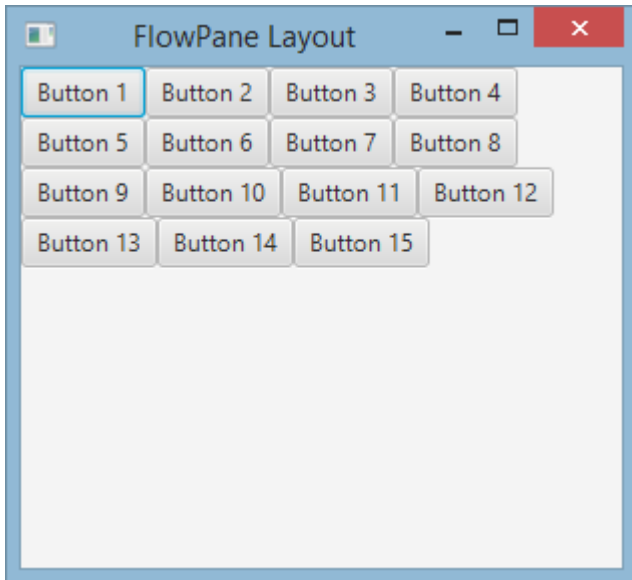 FlowPane Layout
Button 1 Button 2 Button 3 Button 4
Button 5 Button 6 Button 7 Button 8
Button 9 Button 10 Button 11 Button 12
Button 13 Button 14 Button 15